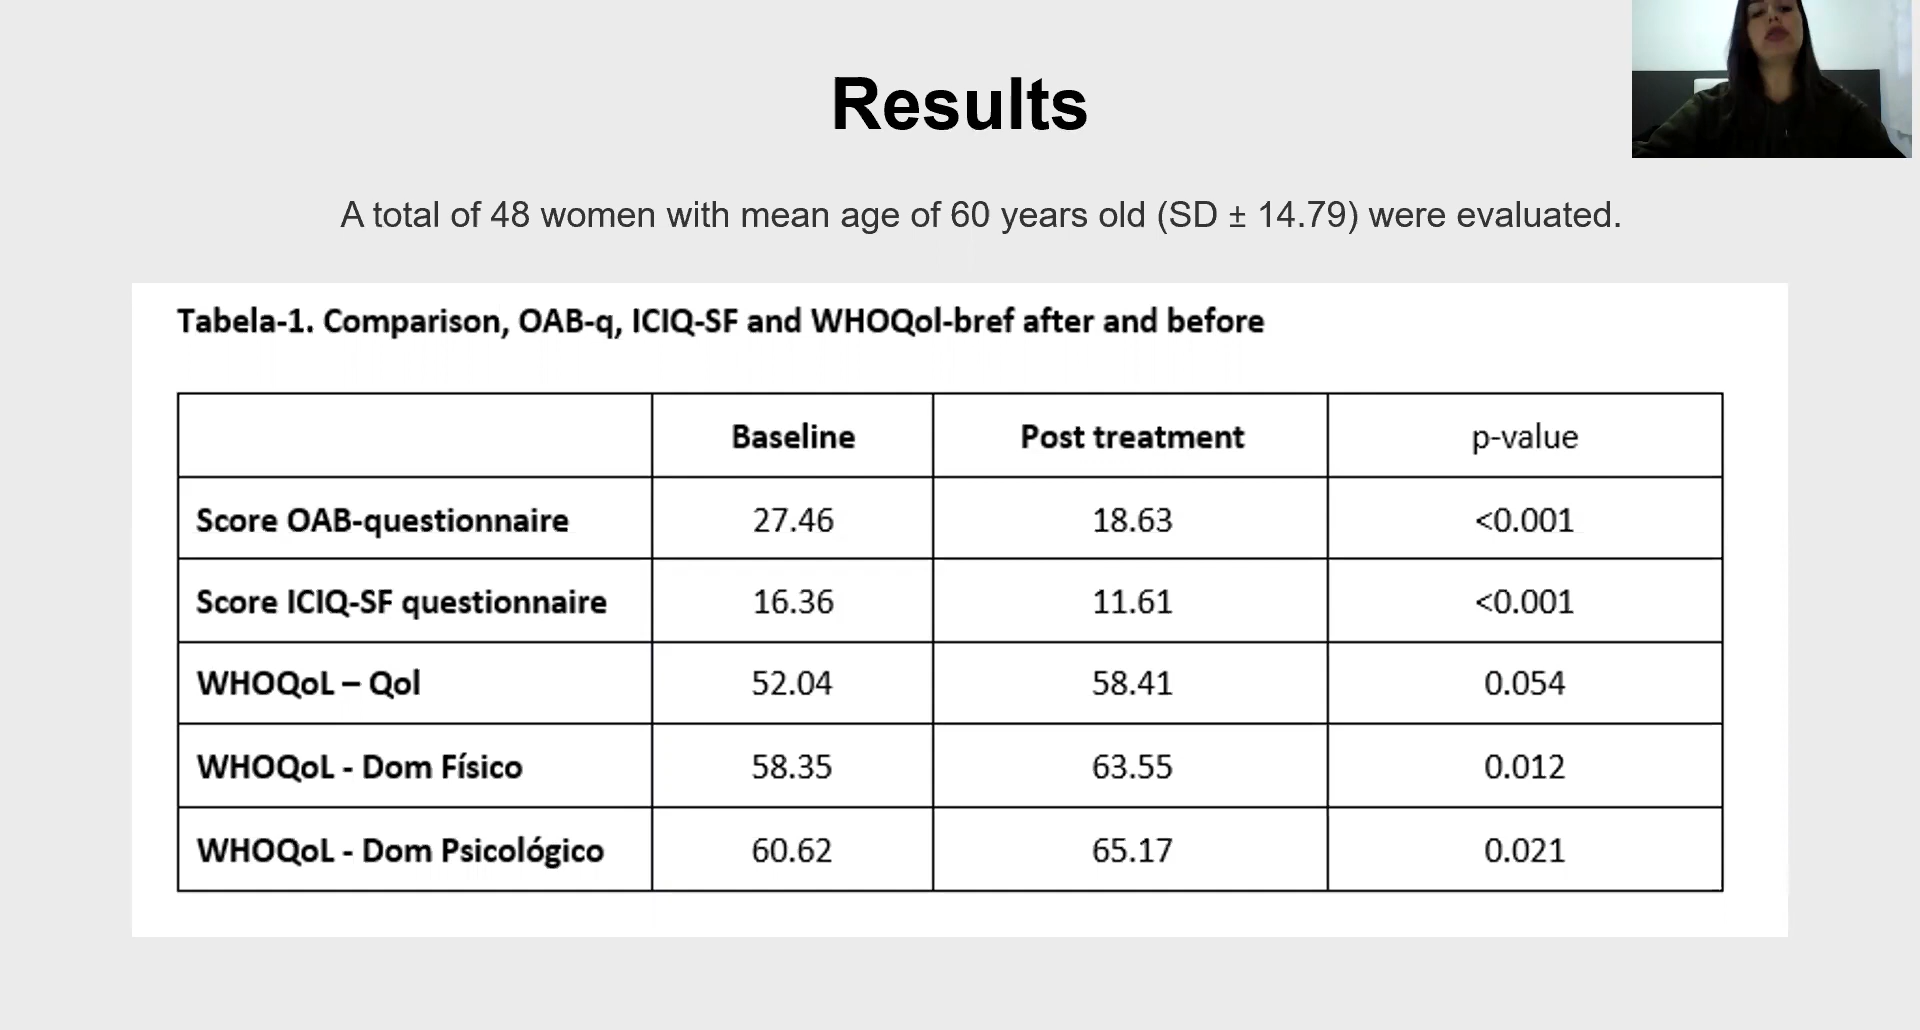 Results
A total of 48 women with mean age of 60 years old (SD ± 14.79) were evaluated.
Tabela-1. Comparison, OAB-q, ICIQ-SF and WHOQol-bref after and before
Baseline Post treatment p-value
Score OAB-questionnaire 27.46 18.63 <0.001
Score ICIQ-SF questionnaire 16.36 11.61 <0.001
WHOQoL – Qol 52.04 58.41 0.054
WHOQoL - Dom Físico 58.35 63.55 0.012
WHOQoL - Dom Psicológico 60.62 65.17 0.021